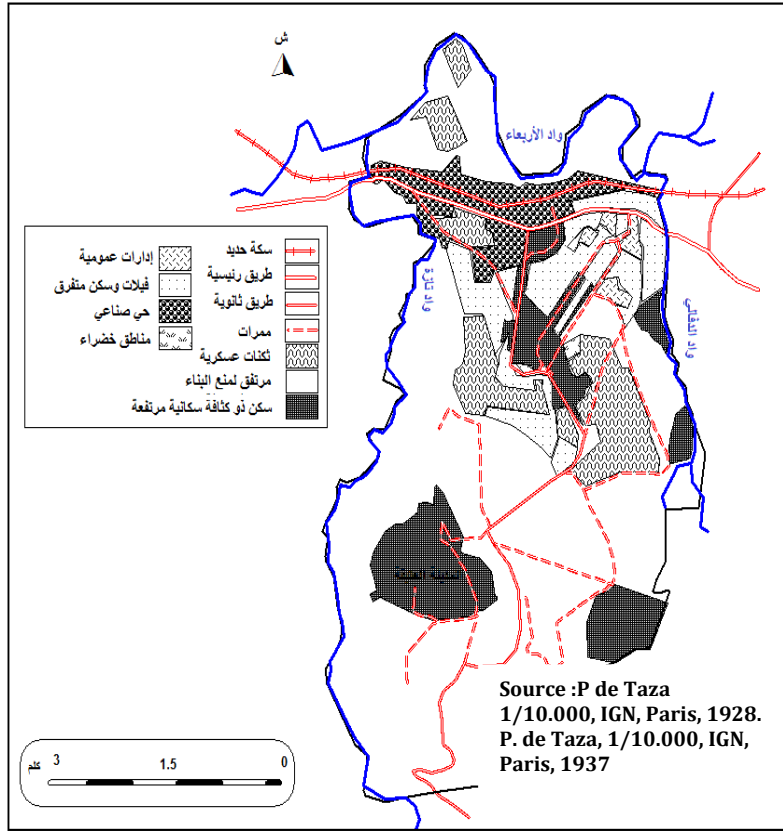 ش
واد الأربعاء
واد تازة
واد الدفالي
سكة حديد
طريق رئيسية
طريق ثانوية
ممرات
ثكنات عسكرية
مرتفق لمنع البناء
سكن ذو كثافة سكانية مرتفعة
إدارات عمومية
فيلات وسكن متفرق
حي صناعي
مناطق خضراء
Source :P de Taza
1/10.000, IGN, Paris, 1928.
P. de Taza, 1/10.000, IGN,
Paris, 1937
كلم 3 1.5 0